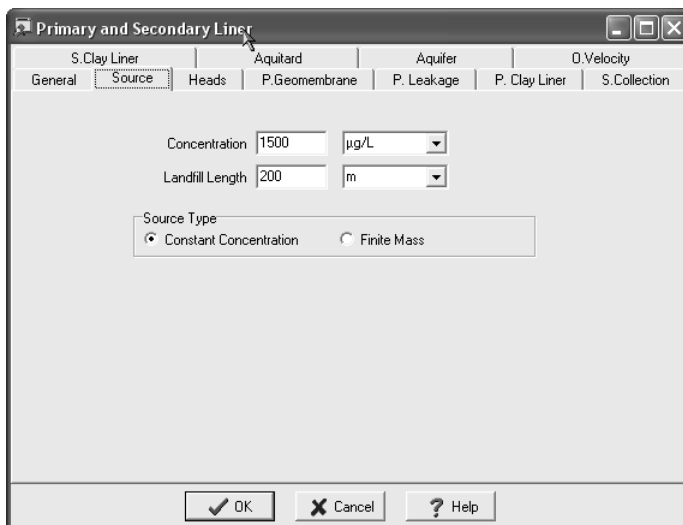 Primary and Secondary Liner
S.Clay Liner Aquitard Aquifer O.Velocity
General Source Heads P.Geomembrane P. Leakage P. Clay Liner S.Collection
Concentration 1500 µg/L
Landfill Length 200 m
Source Type
Constant Concentration Finite Mass
OK Cancel ? Help